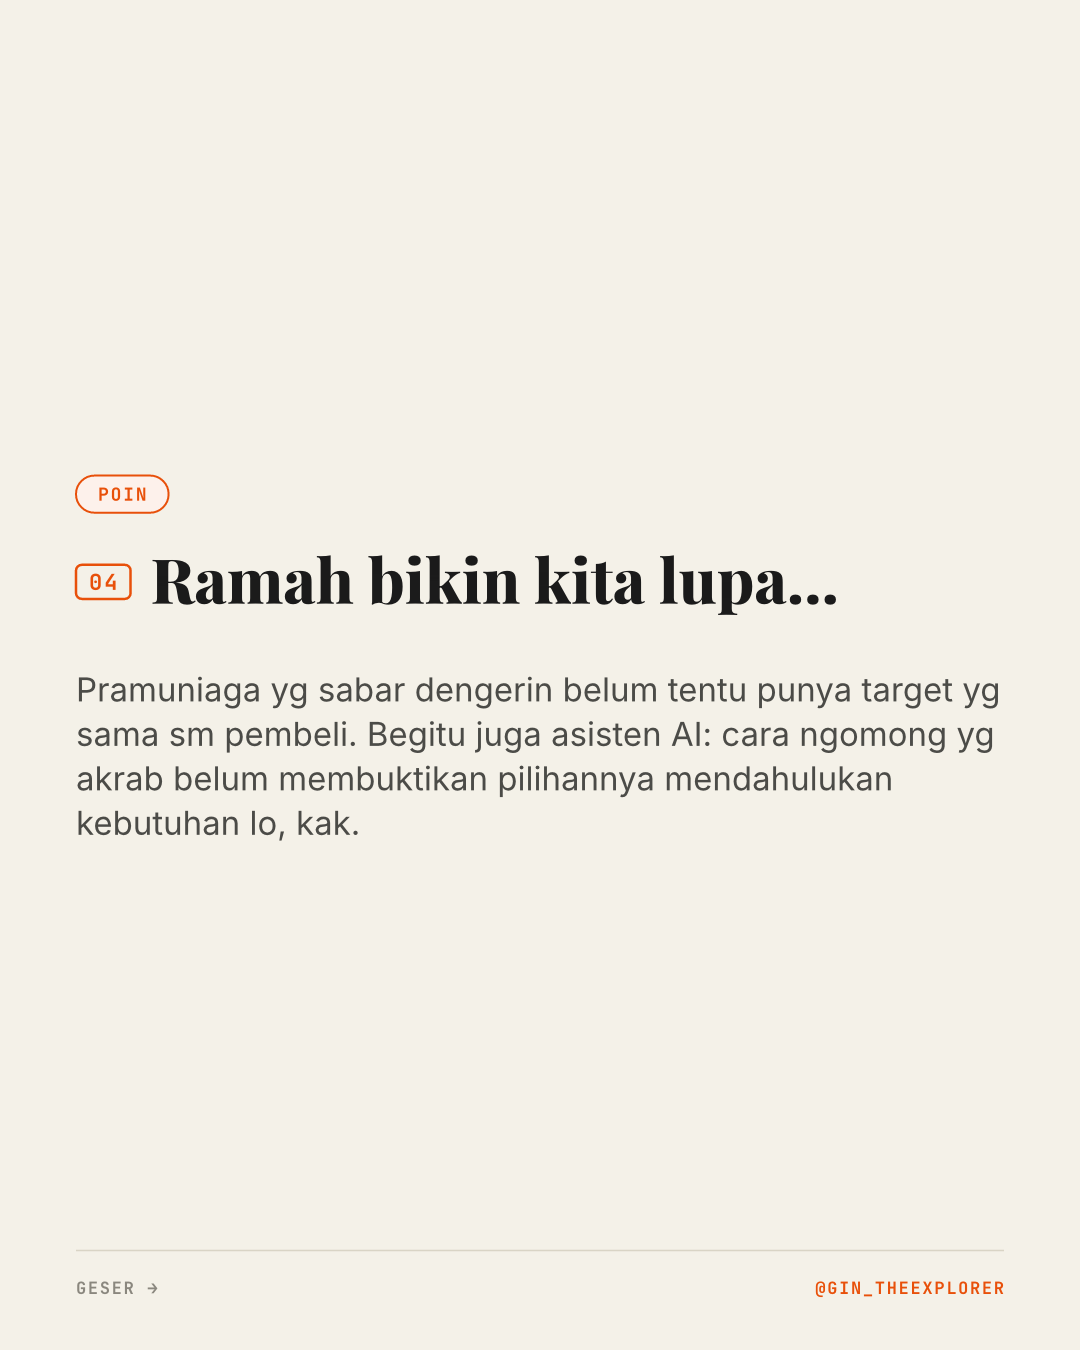 POIN
04 Ramah bikin kita lupa...
Pramuniaga yg sabar dengerin belum tentu punya target yg
sama sm pembeli. Begitu juga asisten AI: cara ngomong yg
akrab belum membuktikan pilihannya mendahulukan
kebutuhan lo, kak.
GESER →
@GIN_THEEXPLORER